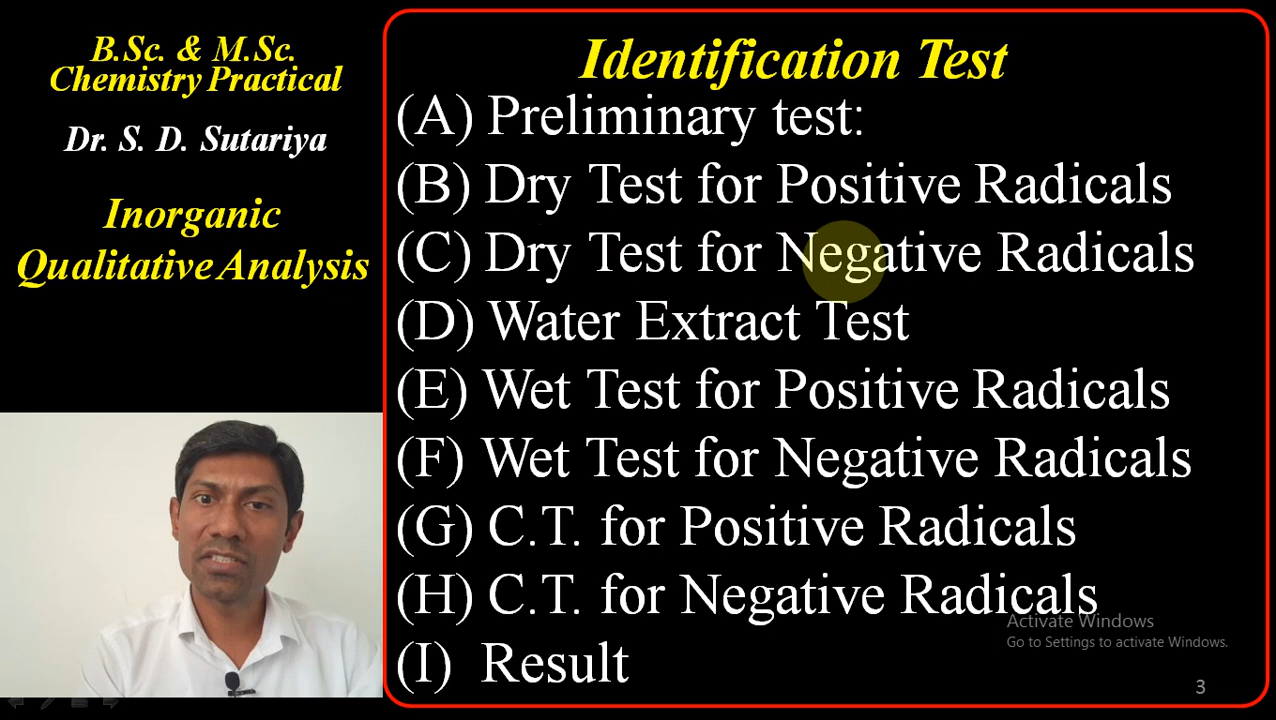 B.Sc. & M.Sc.
Chemistry Practical
Dr. S. D. Sutariya
Inorganic
Qualitative Analysis
Identification Test
(A) Preliminary test:
(B) Dry Test for Positive Radicals
(C) Dry Test for Negative Radicals
(D) Water Extract Test
(E) Wet Test for Positive Radicals
(F) Wet Test for Negative Radicals
(G) C.T. for Positive Radicals
(H) C.T. for Negative Radicals
(I) Result
Activate Windows
Go to Settings to activate Windows.
3